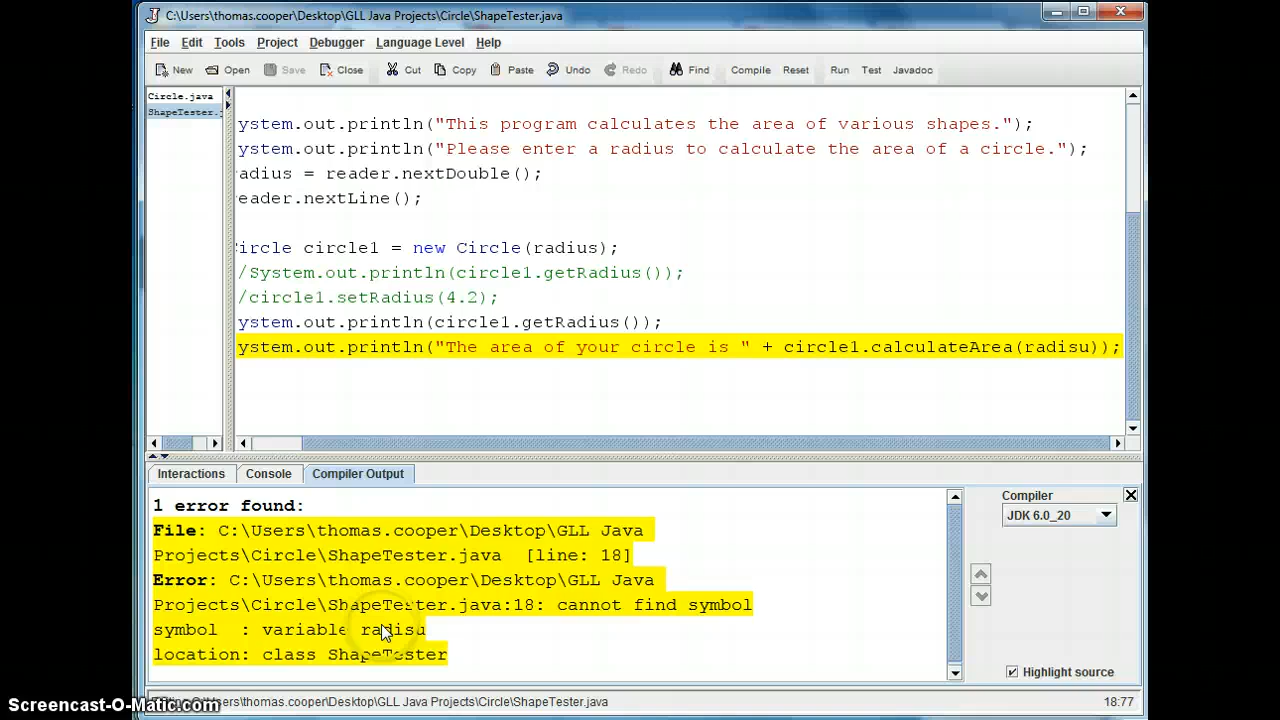 C:\Users\thomas.cooper\Desktop\GLL Java Projects\Circle\ShapeTester.java
File Edit Tools Project Debugger Language Level Help
New Open Save Close Cut Copy Paste Undo Redo Find Compile Reset Run Test Javadoc
Circle.java
ShapeTester.j
ystem.out.println("This program calculates the area of various shapes.");
ystem.out.println("Please enter a radius to calculate the area of a circle.");
adius = reader.nextDouble();
eader.nextLine();
ircle circle1 = new Circle(radius);
/System.out.println(circle1.getRadius());
/circle1.setRadius(4.2);
ystem.out.println(circle1.getRadius());
ystem.out.println("The area of your circle is " + circle1.calculateArea(radisu));
Interactions Console Compiler Output
1 error found:
File: C:\Users\thomas.cooper\Desktop\GLL Java
Projects\Circle\ShapeTester.java [line: 18]
Error: C:\Users\thomas.cooper\Desktop\GLL Java
Projects\Circle\ShapeTester.java:18: cannot find symbol
symbol : variable radisu
location: class ShapeTester
Compiler
JDK 6.0_20
Highlight source
C:\Users\thomas.cooper\Desktop\GLL Java Projects\Circle\ShapeTester.java
18:77
Screencast-O-Matic.com